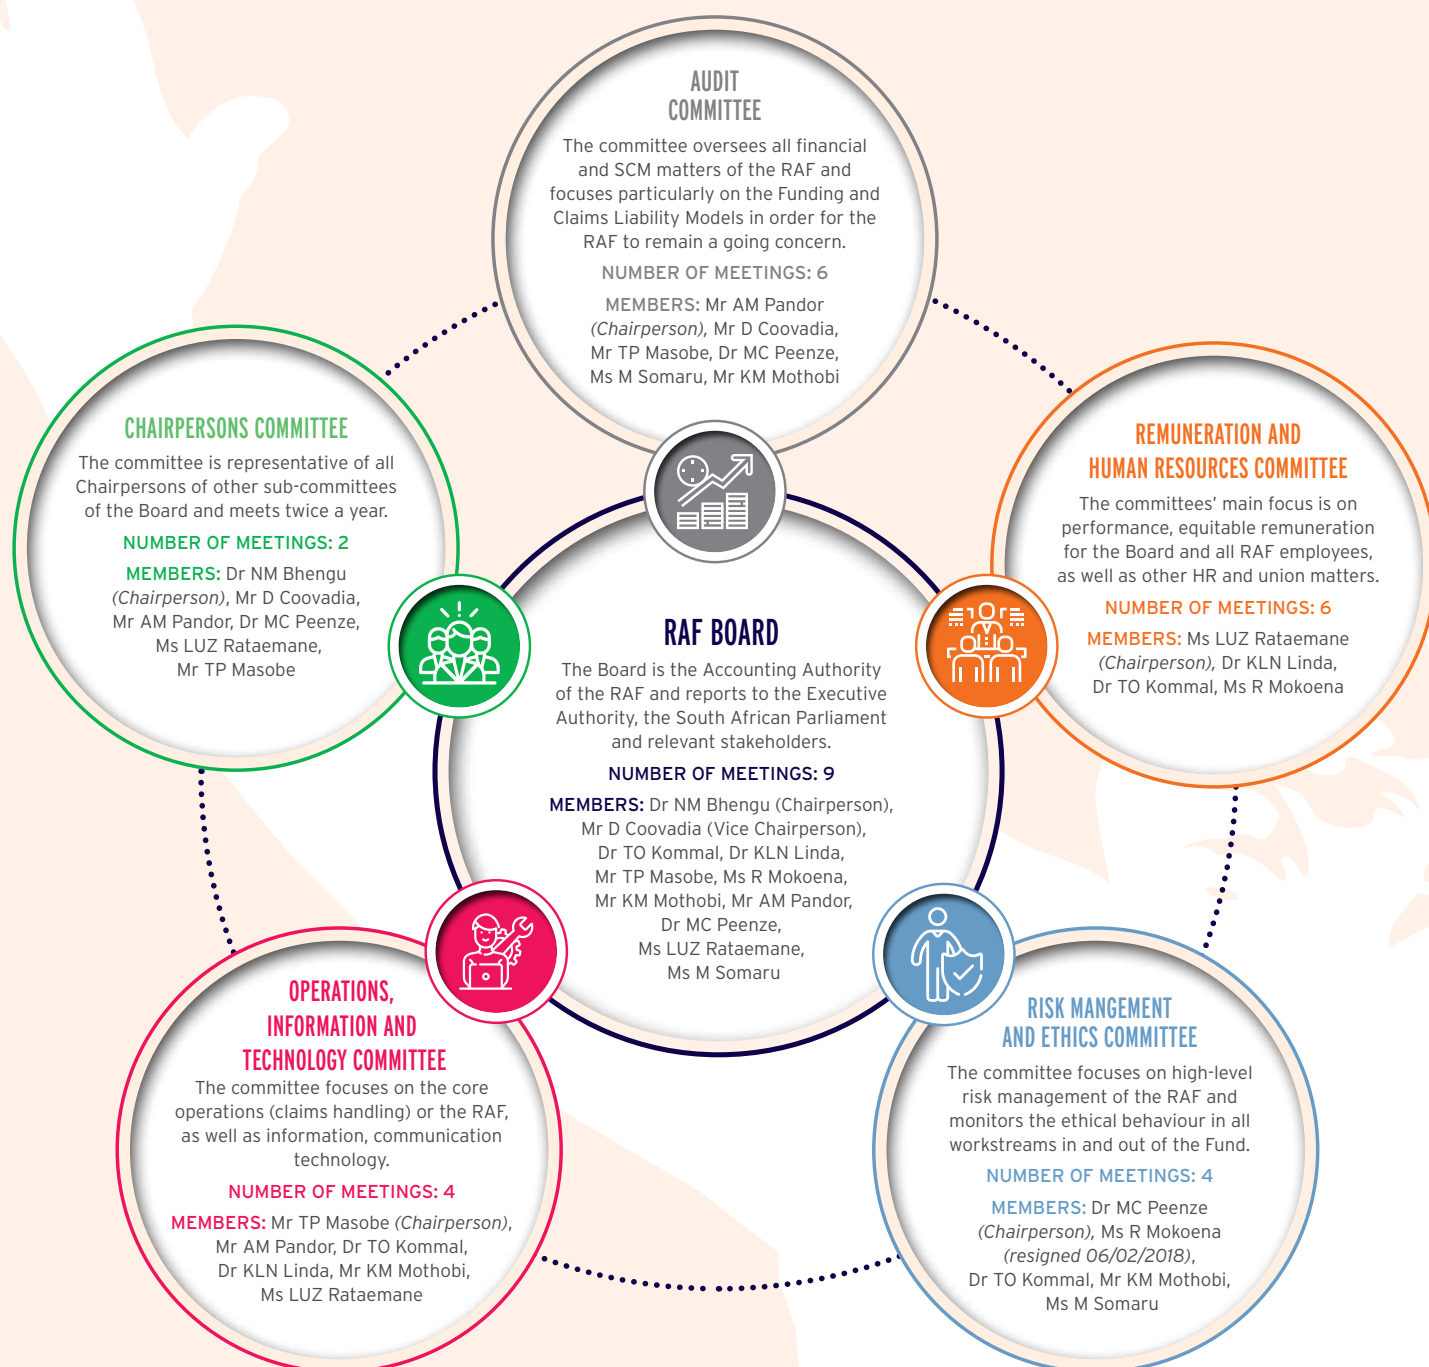 AUDIT
COMMITTEE
The committee oversees all financial
and SCM matters of the RAF and
focuses particularly on the Funding and
Claims Liability Models in order for the
RAF to remain a going concern.
NUMBER OF MEETINGS: 6
MEMBERS: Mr AM Pandor
(Chairperson), Mr D Coovadia,
Mr TP Masobe, Dr MC Peenze,
Ms M Somaru, Mr KM Mothobi
CHAIRPERSONS COMMITTEE
The committee is representative of all
Chairpersons of other sub-committees
of the Board and meets twice a year.
NUMBER OF MEETINGS: 2
MEMBERS: Dr NM Bhengu
(Chairperson), Mr D Coovadia,
Mr AM Pandor, Dr MC Peenze,
Ms LUZ Rataemane,
Mr TP Masobe
REMUNERATION AND
HUMAN RESOURCES COMMITTEE
The committees' main focus is on
performance, equitable remuneration
for the Board and all RAF employees,
as well as other HR and union matters.
NUMBER OF MEETINGS: 6
MEMBERS: Ms LUZ Rataemane
(Chairperson), Dr KLN Linda,
Dr TO Kommal, Ms R Mokoena
RAF BOARD
The Board is the Accounting Authority
of the RAF and reports to the Executive
Authority, the South African Parliament
and relevant stakeholders.
NUMBER OF MEETINGS: 9
MEMBERS: Dr NM Bhengu (Chairperson),
Mr D Coovadia (Vice Chairperson),
Dr TO Kommal, Dr KLN Linda,
Mr TP Masobe, Ms R Mokoena,
Mr KM Mothobi, Mr AM Pandor,
Dr MC Peenze,
Ms LUZ Rataemane,
Ms M Somaru
OPERATIONS,
INFORMATION AND
TECHNOLOGY COMMITTEE
The committee focuses on the core
operations (claims handling) or the RAF,
as well as information, communication
technology.
NUMBER OF MEETINGS: 4
MEMBERS: Mr TP Masobe (Chairperson),
Mr AM Pandor, Dr TO Kommal,
Dr KLN Linda, Mr KM Mothobi,
Ms LUZ Rataemane
RISK MANGEMENT
AND ETHICS COMMITTEE
The committee focuses on high-level
risk management of the RAF and
monitors the ethical behaviour in all
workstreams in and out of the Fund.
NUMBER OF MEETINGS: 4
MEMBERS: Dr MC Peenze
(Chairperson), Ms R Mokoena
(resigned 06/02/2018),
Dr TO Kommal, Mr KM Mothobi,
Ms M Somaru